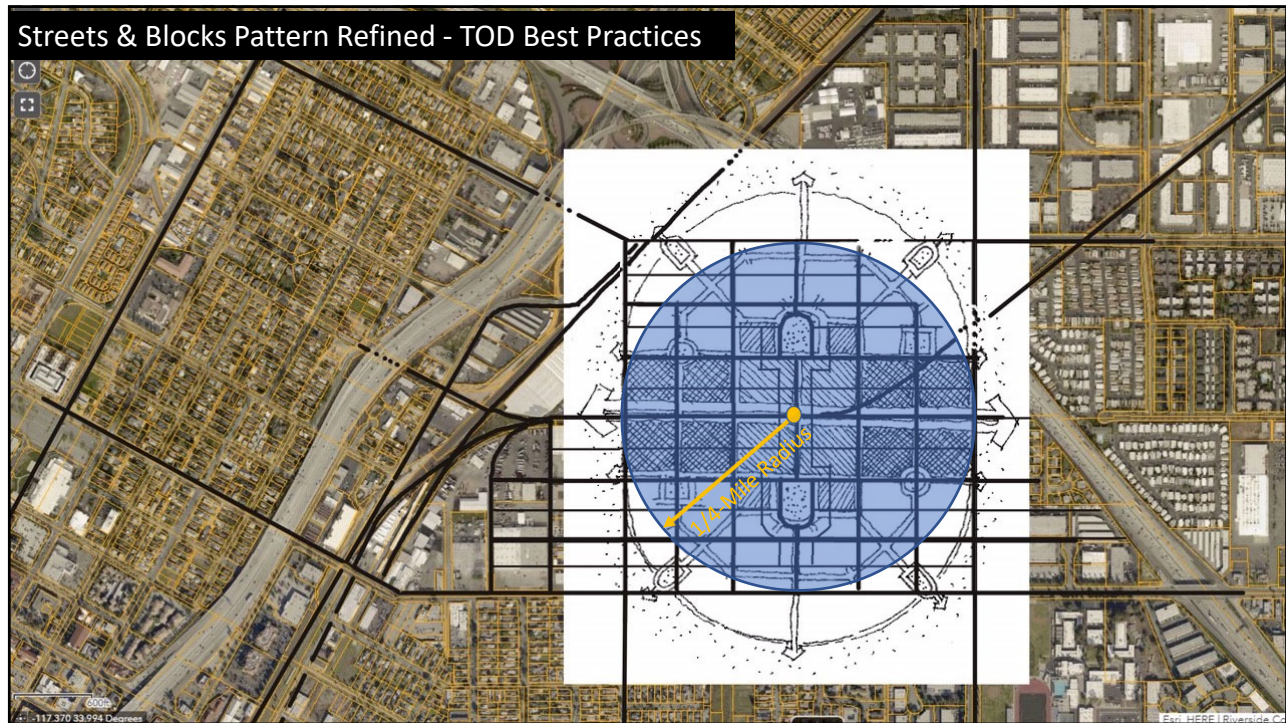 Streets & Blocks Pattern Refined - TOD Best Practices
1/4-Mile Radius
600ft
-117.370 33.994 Degrees
Esri, HERE | Riverside C